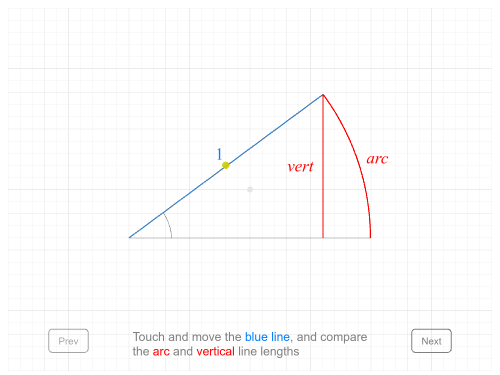 1
vert
arc
Prev
Touch and move the blue line, and compare
the arc and vertical line lengths
Next